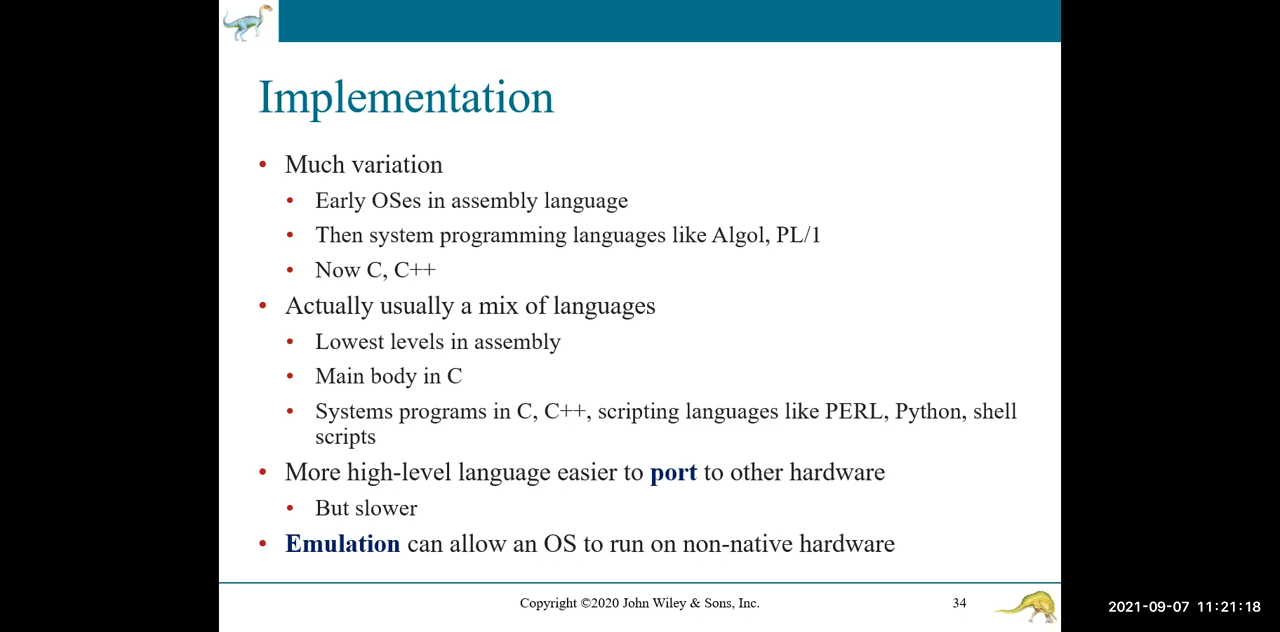 Implementation
• Much variation
• Early OSes in assembly language
• Then system programming languages like Algol, PL/1
• Now C, C++
• Actually usually a mix of languages
• Lowest levels in assembly
• Main body in C
• Systems programs in C, C++, scripting languages like PERL, Python, shell
scripts
• More high-level language easier to port to other hardware
• But slower
• Emulation can allow an OS to run on non-native hardware
Copyright ©2020 John Wiley & Sons, Inc.
34
2021-09-07 11:21:18